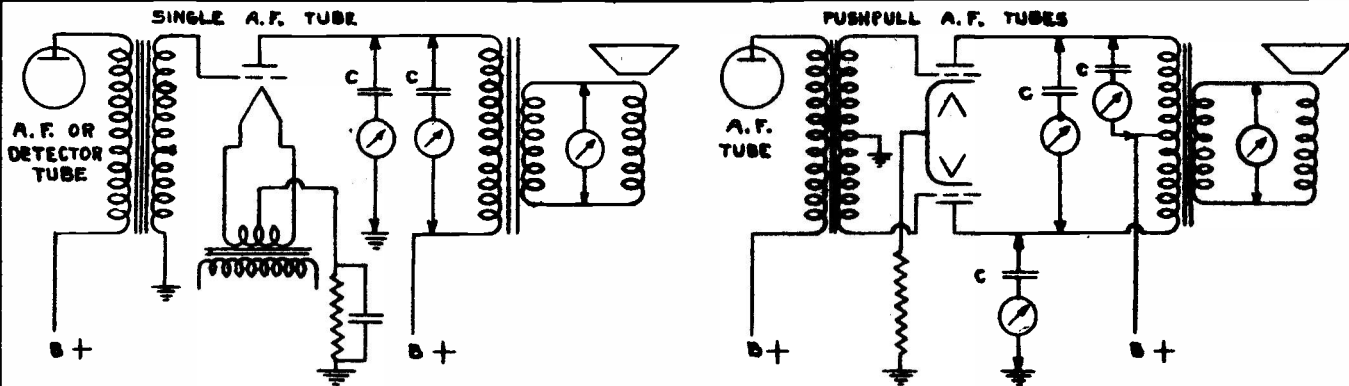 SINGLE A.F. TUBE
A.F. OR
DETECTOR
TUBE
C
C
B+
B+
PUSHPULL A.F. TUBES
A.F.
TUBE
C
C
C
B+
B+